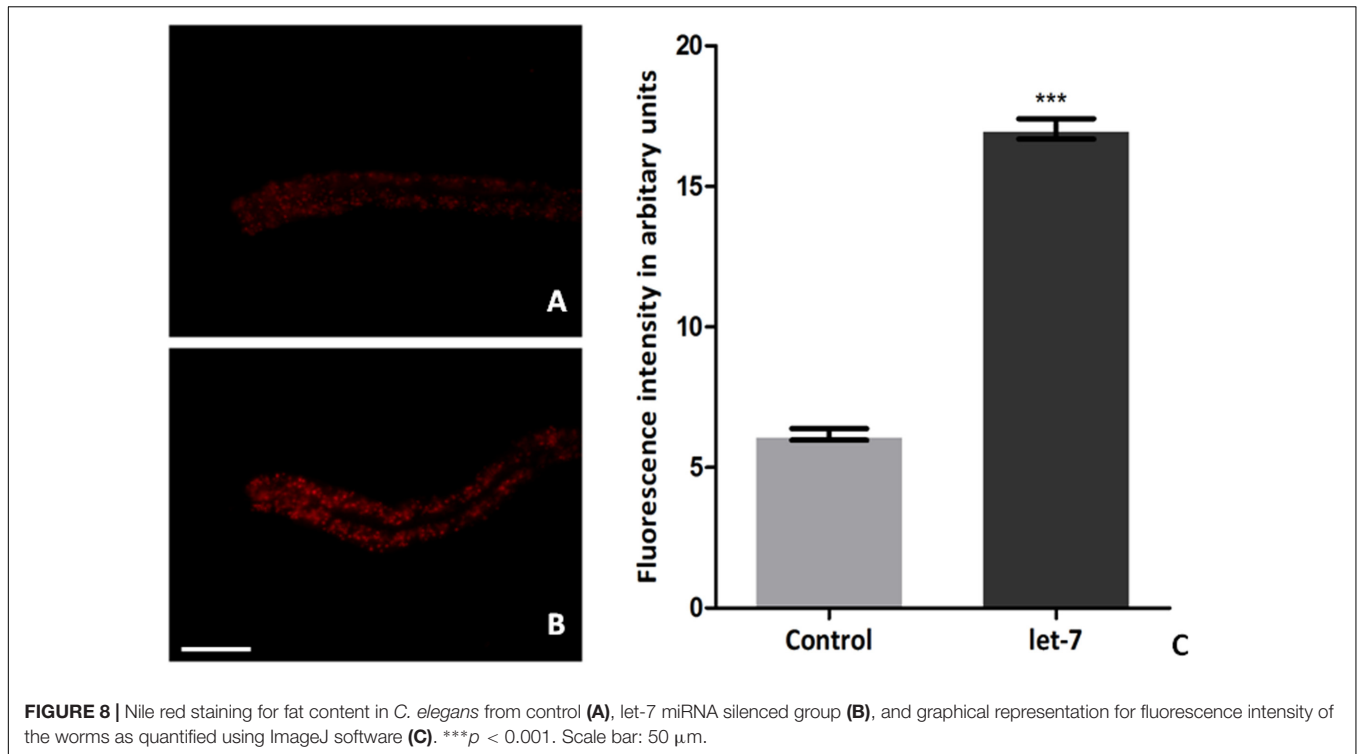 A
B
Fluorescence intensity in arbitary units
20
15
10
5
0
***
Control
let-7
C
FIGURE 8 | Nile red staining for fat content in C. elegans from control (A), let-7 miRNA silenced group (B), and graphical representation for fluorescence intensity of
the worms as quantified using ImageJ software (C). ***p < 0.001. Scale bar: 50 μm.